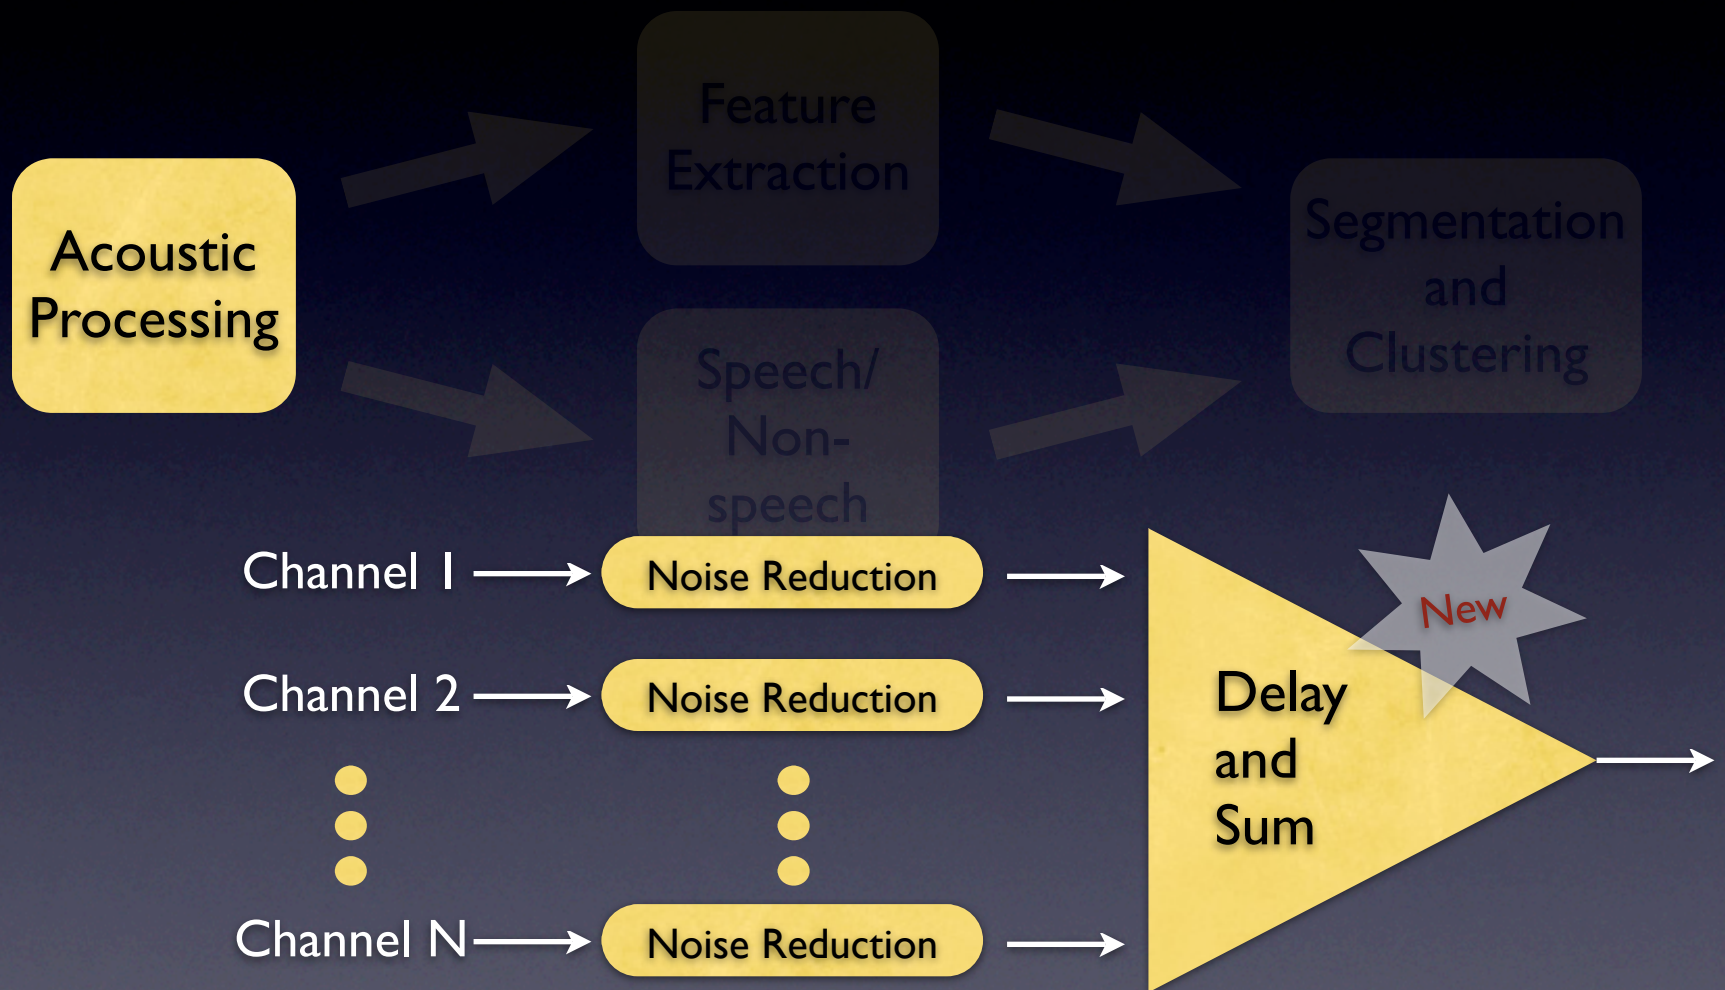 Feature
Extraction
Acoustic
Processing
Segmentation
and
Clustering
Speech/
Non-
speech
Channel 1
Noise Reduction
New
Channel 2
Noise Reduction
Delay
and
Sum
Channel N
Noise Reduction